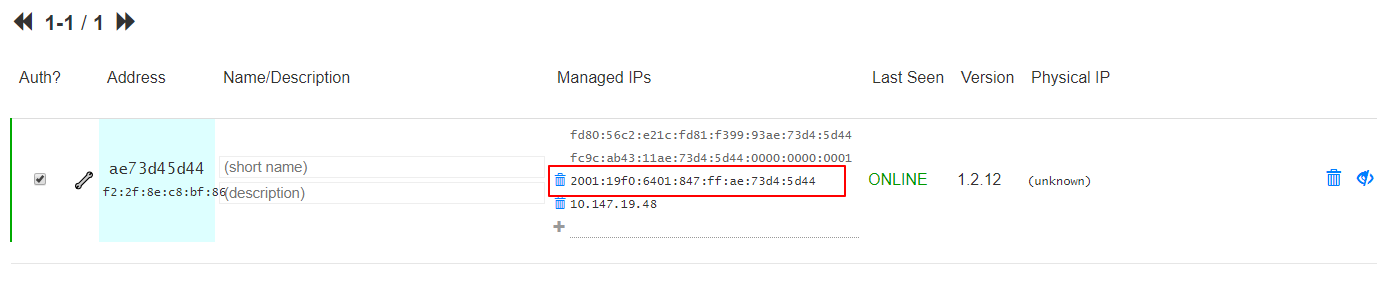 1-1 / 1
Auth? Address Name/Description Managed IPs Last Seen Version Physical IP
fd80:56c2:e21c:fd81:f399:93ae:73d4:5d44
fc9c:ab43:11ae:73d4:5d44:0000:0000:0001
ae73d45d44 (short name)
2001:19f0:6401:847:ff:ae:73d4:5d44 ONLINE 1.2.12 (unknown)
f2:2f:8e:c8:bf:86 (description)
10.147.19.48